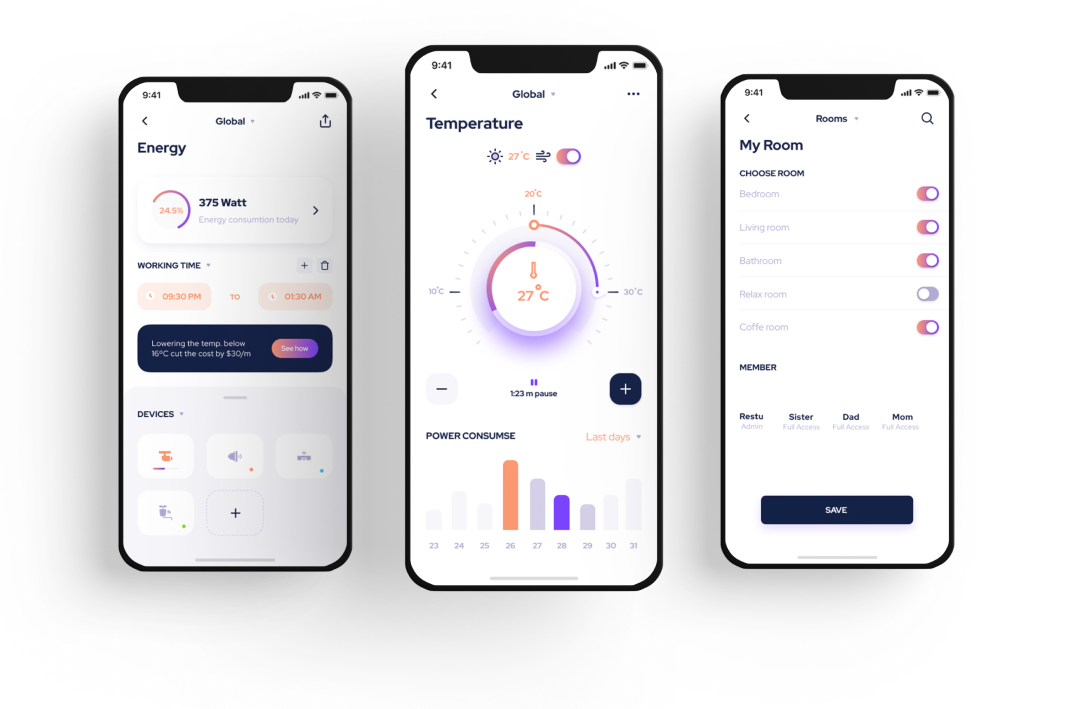 9:41
Global
Energy
24.5%
375 Watt
Energy consumtion today
WORKING TIME
09:30 PM
TO
01:30 AM
Lowering the temp. below
16°C cut the cost by $30/m
See how
DEVICES
9:41
Global
Temperature
27°C
20°C
10°C
27°C
30°C
1:23 m pause
POWER CONSUMSE
Last days
23 24 25 26 27 28 29 30 31
9:41
Rooms
My Room
CHOOSE ROOM
Bedroom
Living room
Bathroom
Relax room
Coffe room
MEMBER
Restu Sister Dad Mom
Admin Full Access Full Access Full Access
SAVE